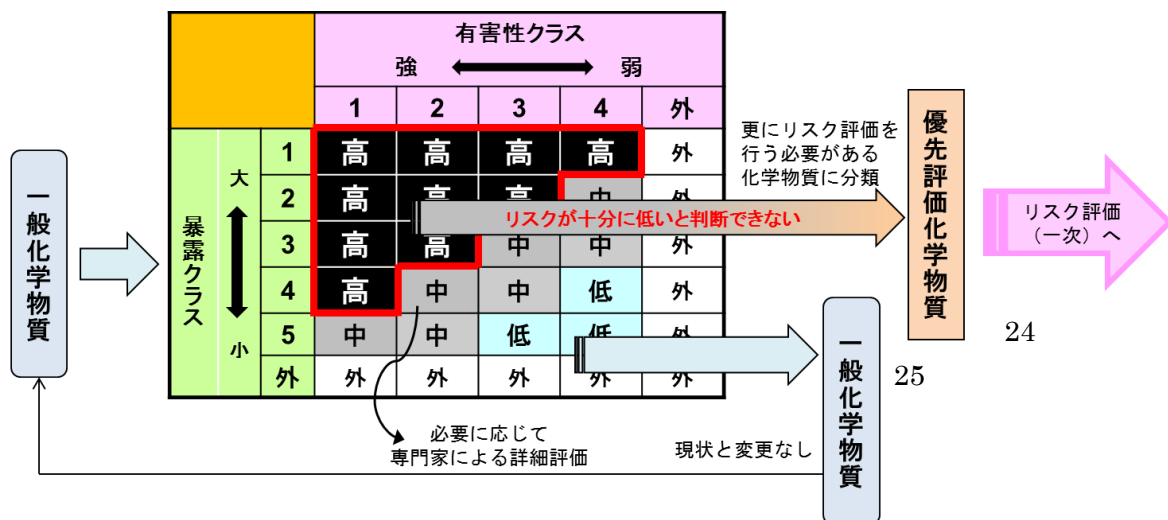 有害性クラス
強 弱
1 2 3 4 外
一般化学物質
暴露クラス
大
小
1 高 高 高 高 外
2 高 高 高 中 外
3 高 高 中 中 外
4 高 中 中 低 外
5 中 中 低 低 外
外 外 外 外 外 外
リスクが十分に低いと判断できない
更にリスク評価を
行う必要がある
化学物質に分類
優先評価化学物質
リスク評価
（一次）へ
24
一般化学物質
25
必要に応じて
専門家による詳細評価
現状と変更なし